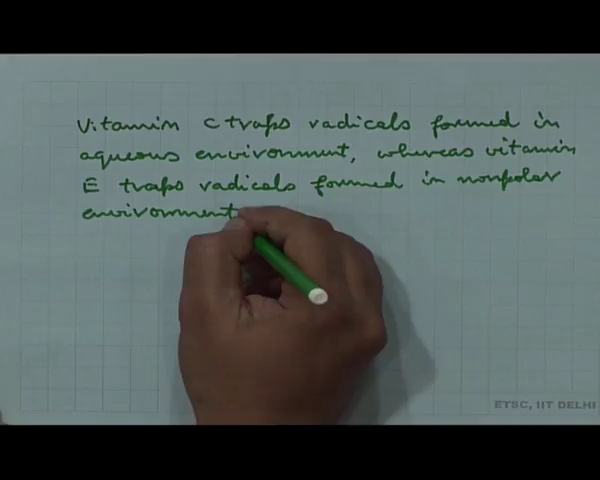 Vitamin C traps radicals formed in
aqueous environment, whereas vitamin
E traps radicals formed in nonpolar
environment
ETSC, IIT DELHI